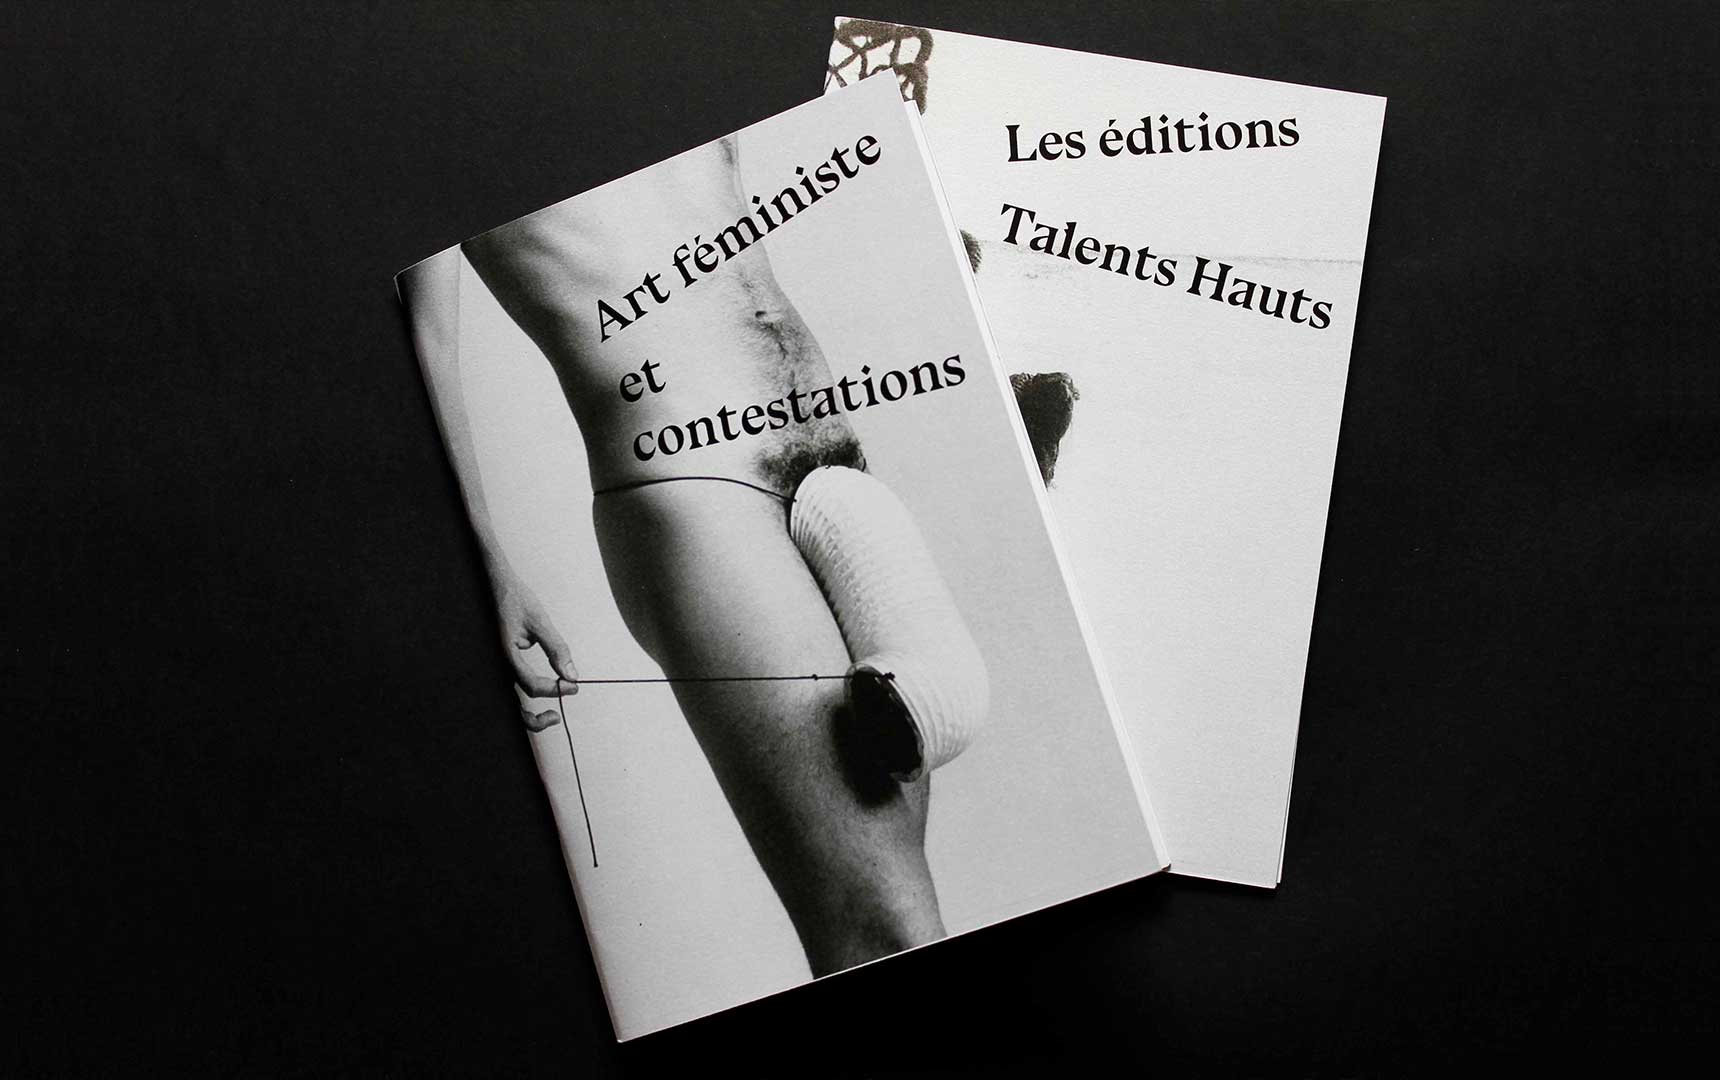 Art féministe
et
contestations
Les éditions
Talents Hauts